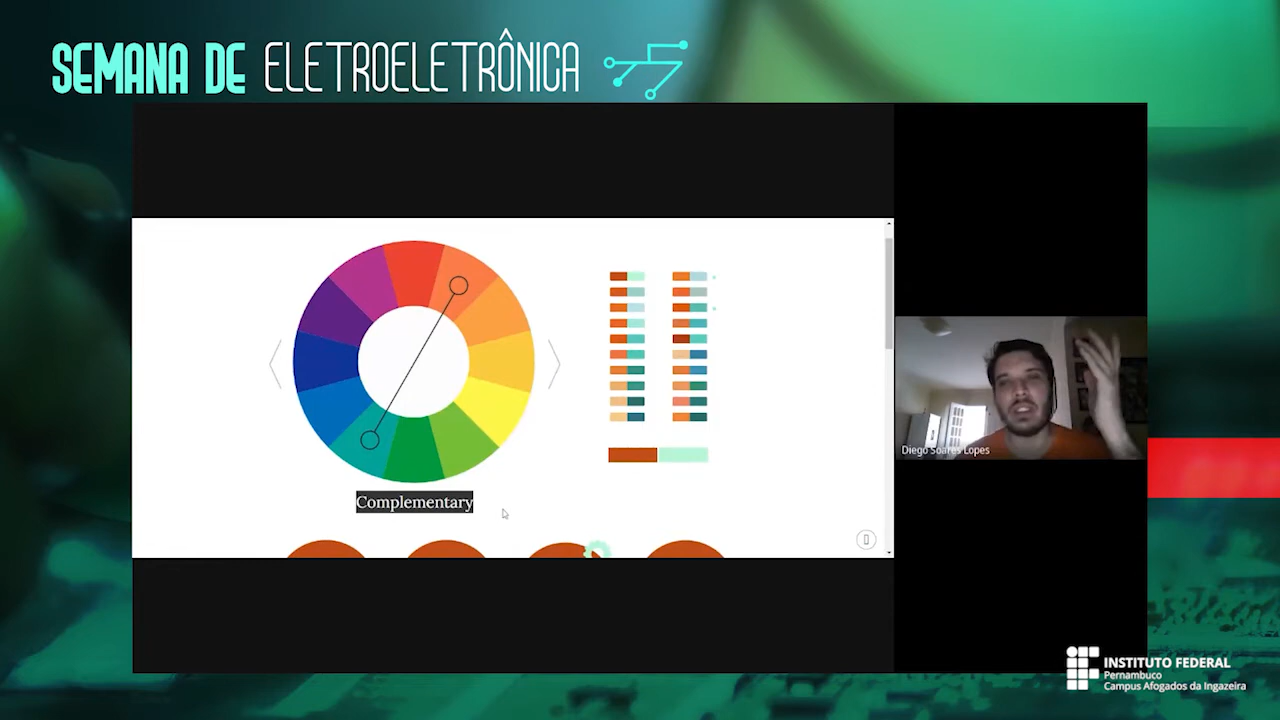 SEMANA DE ELETROELETRÔNICA
Complementary
Diego Soares Lopes
INSTITUTO FEDERAL
Pernambuco
Campus Afogados da Ingazeira